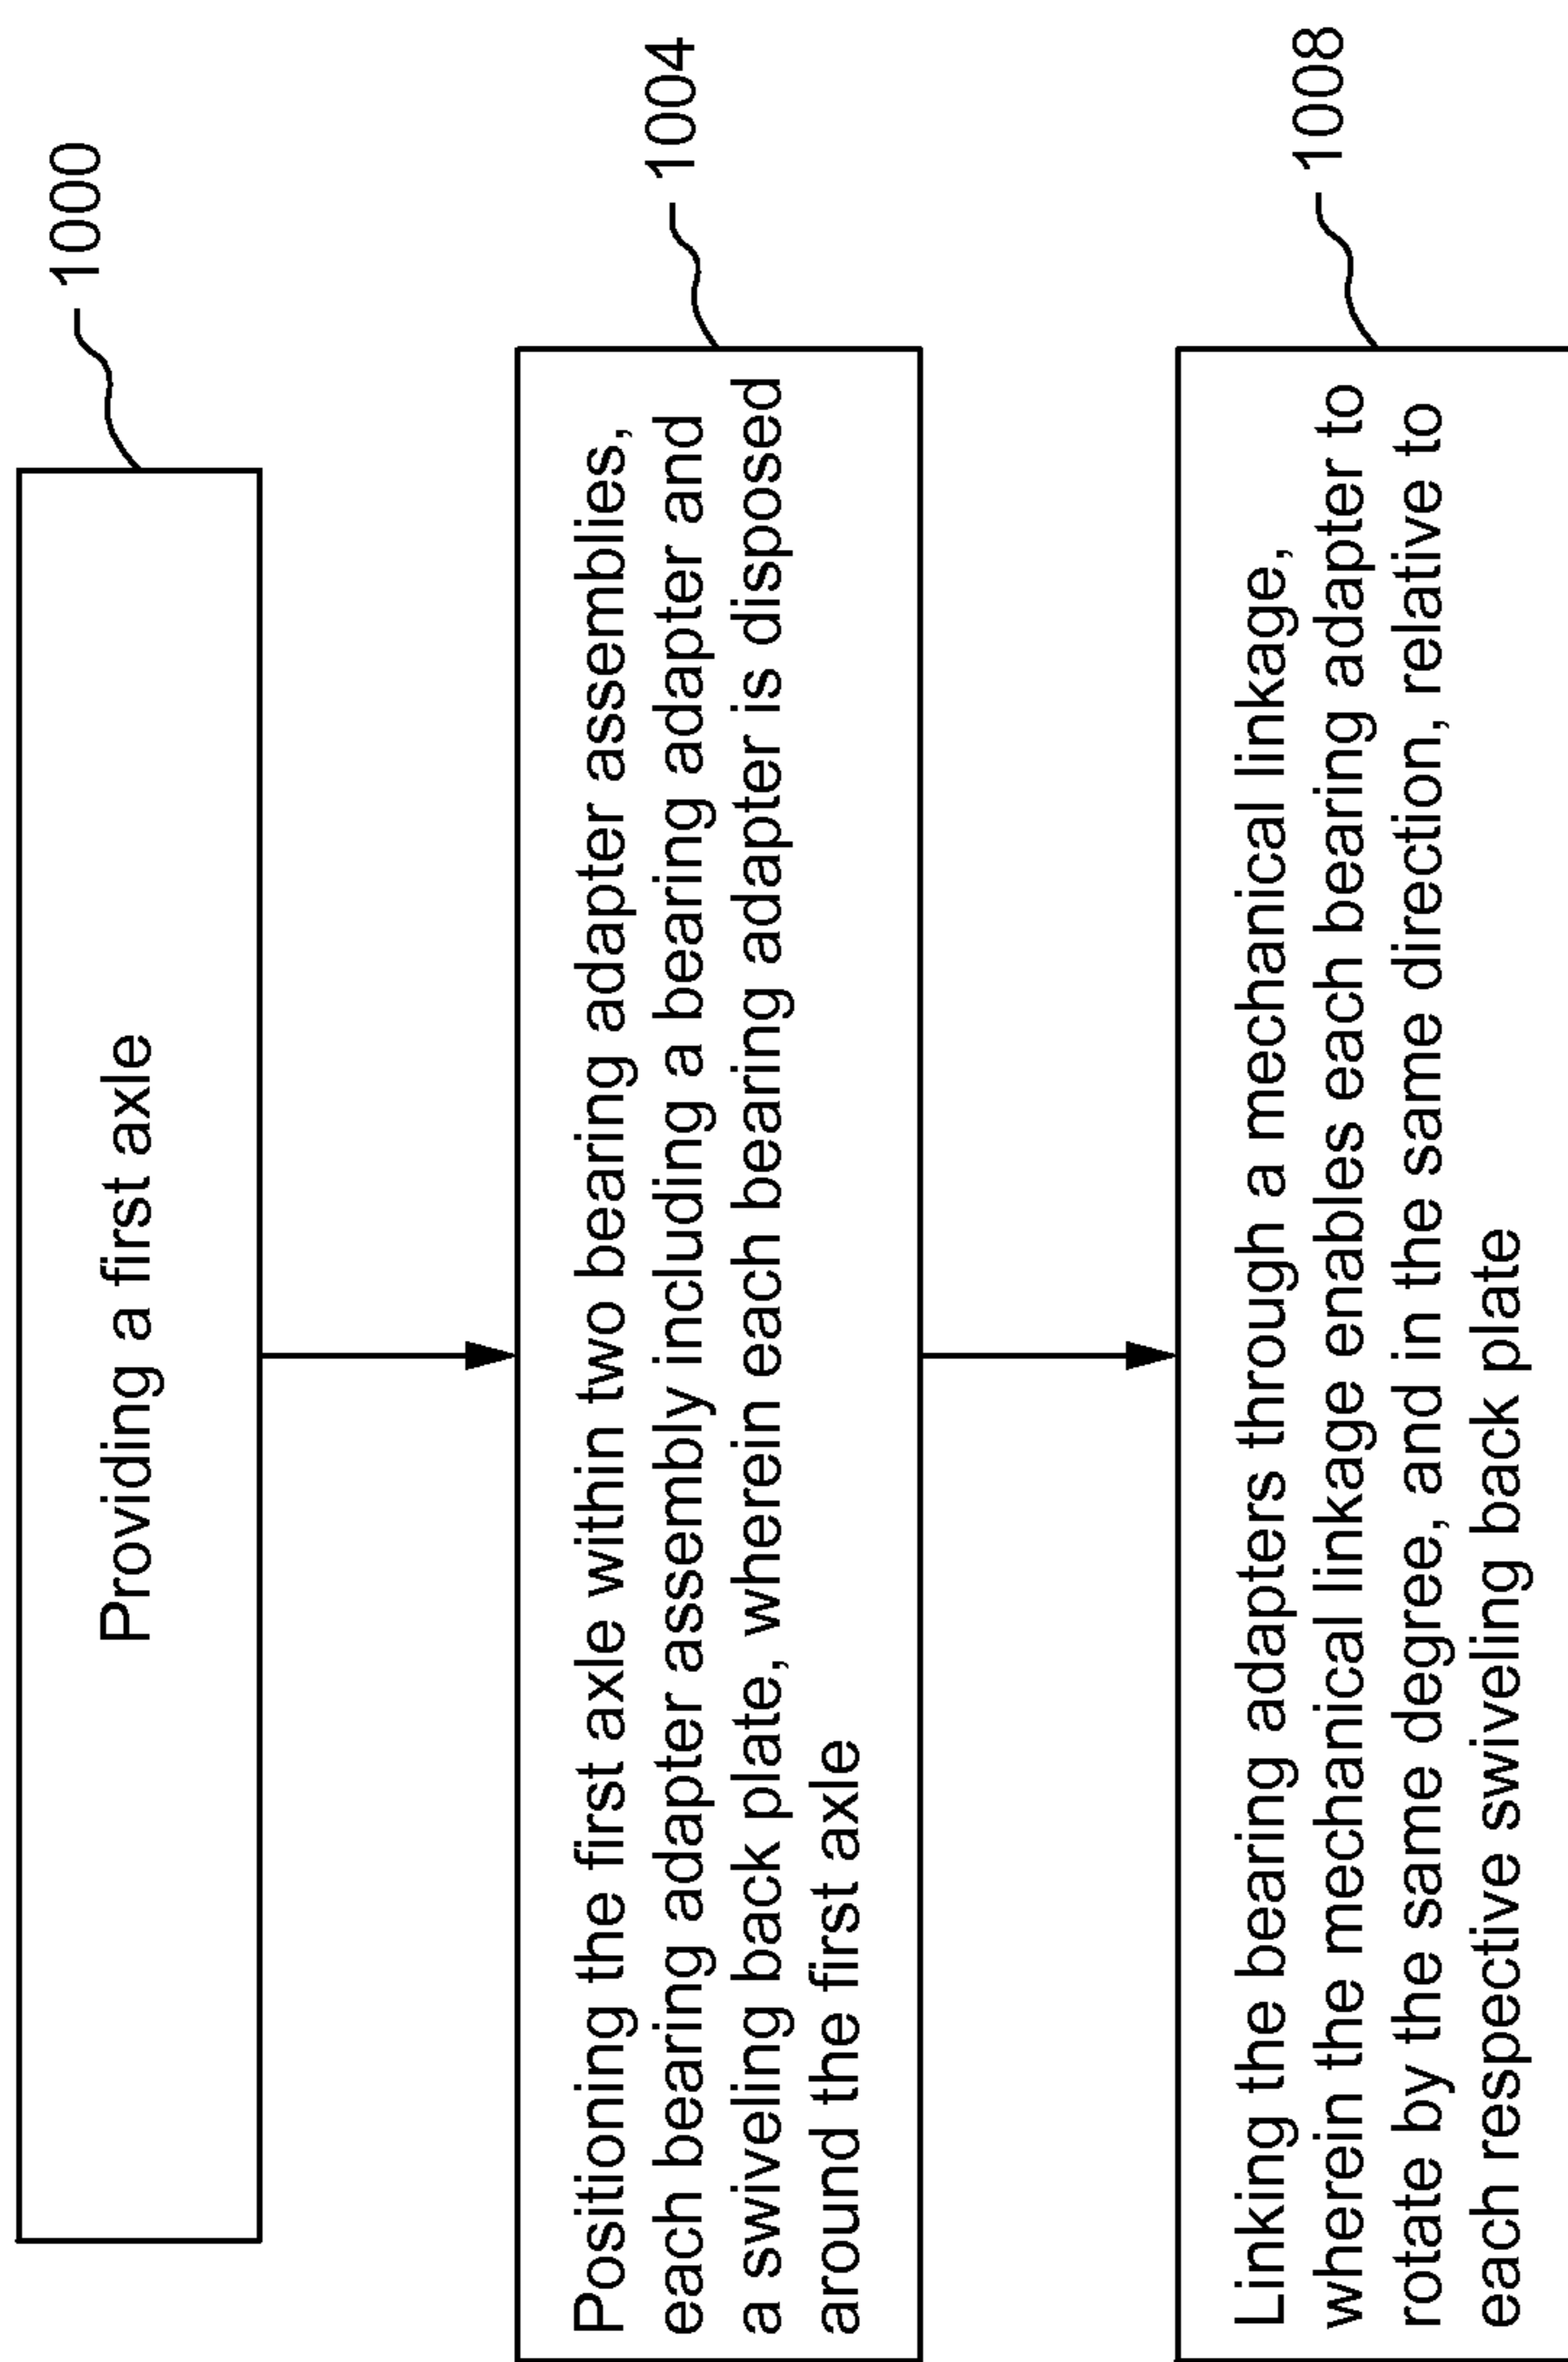 1000
Providing a first axle
1004
Positioning the first axle within two bearing adapter assemblies,
each bearing adapter assembly including a bearing adapter and
a swiveling back plate, wherein each bearing adapter is disposed
around the first axle
1008
Linking the bearing adapters through a mechanical linkage,
wherein the mechanical linkage enables each bearing adapter to
rotate by the same degree, and in the same direction, relative to
each respective swiveling back plate